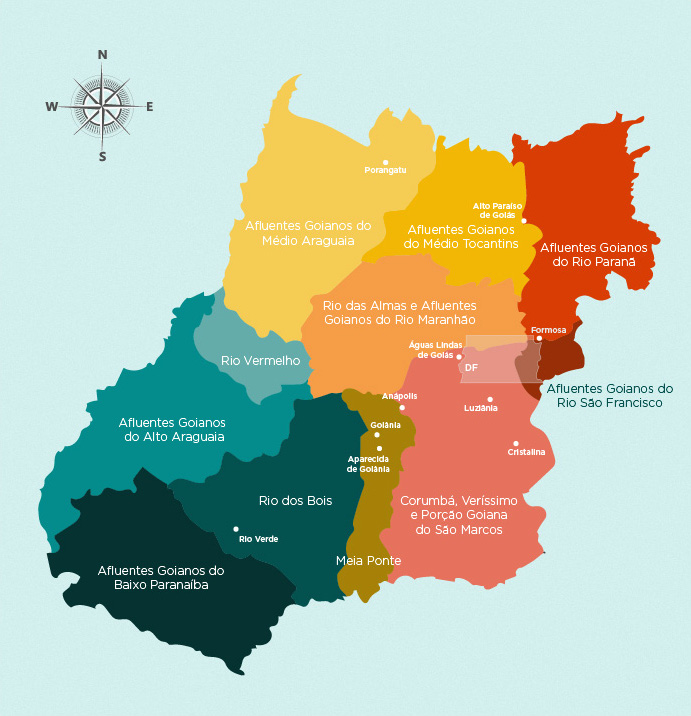 N
W
E
S
Porangatu
Alto Paraíso
de Goiás
Afluentes Goianos do
Médio Araguaia
Afluentes Goianos
do Médio Tocantins
Afluentes Goianos
do Rio Paranã
Rio das Almas e Afluentes
Goianos do Rio Maranhão
Formosa
Águas Lindas
de Goiás
Rio Vermelho
DF
Afluentes Goianos do
Rio São Francisco
Anápolis
Luziânia
Afluentes Goianos
do Alto Araguaia
Goiânia
Cristalina
Aparecida
de Goiânia
Rio dos Bois
Corumbá, Veríssimo
e Porção Goiana
do São Marcos
Rio Verde
Meia Ponte
Afluentes Goianos do
Baixo Paranaíba